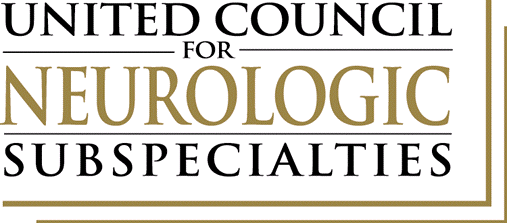 UNITED COUNCIL
FOR
NEUROLOGIC
SUBSPECIALTIES